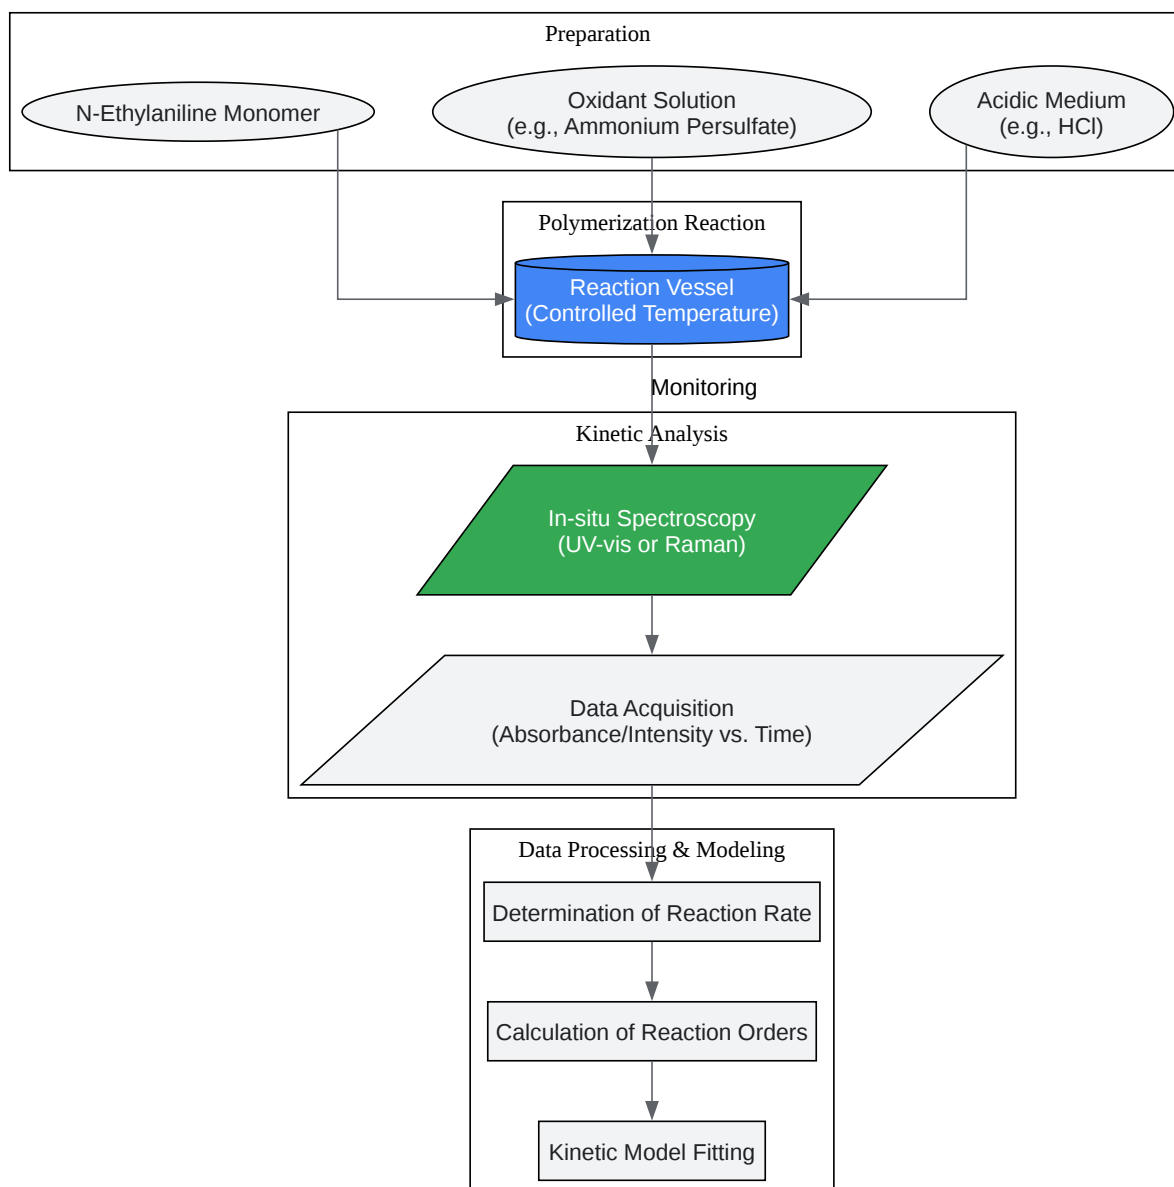 Preparation
N-Ethylaniline Monomer
Oxidant Solution
(e.g., Ammonium Persulfate)
Acidic Medium
(e.g., HCl)
Polymerization Reaction
Reaction Vessel
(Controlled Temperature)
Monitoring
Kinetic Analysis
In-situ Spectroscopy
(UV-vis or Raman)
Data Acquisition
(Absorbance/Intensity vs. Time)
Data Processing & Modeling
Determination of Reaction Rate
Calculation of Reaction Orders
Kinetic Model Fitting